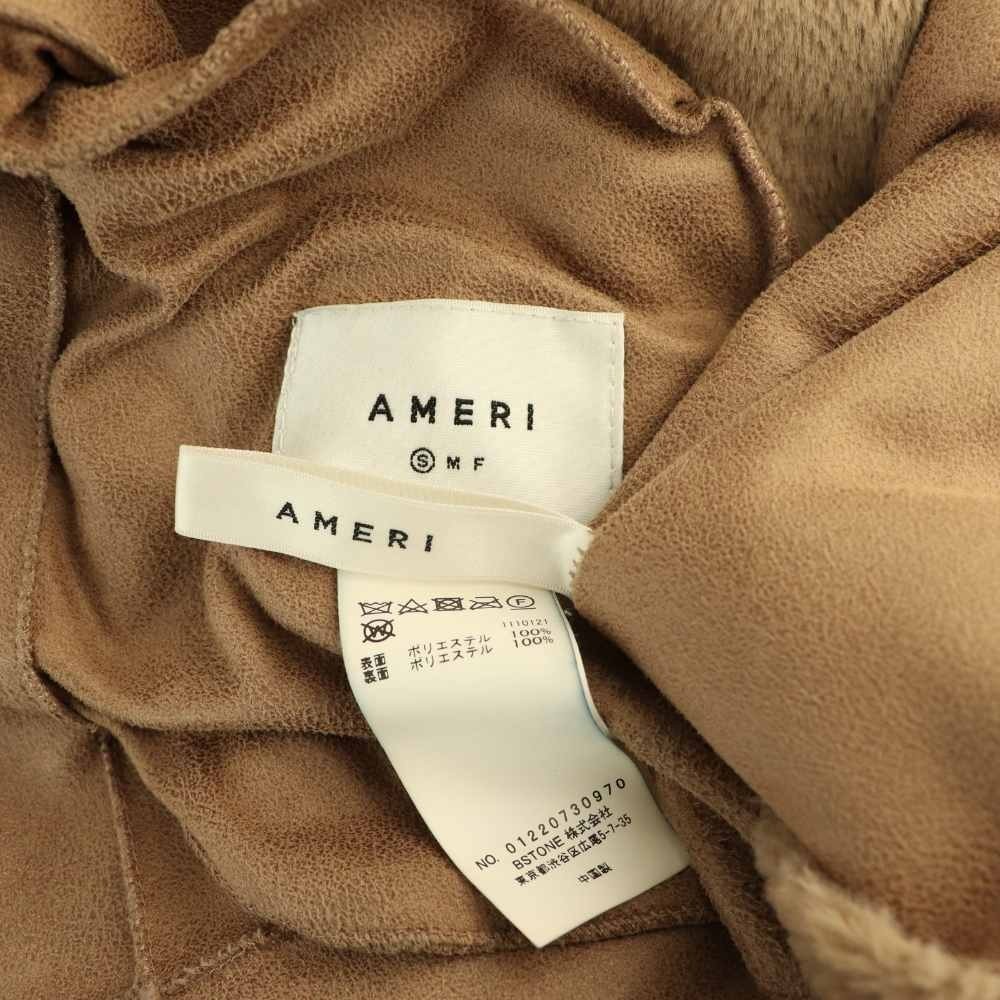 AMERI
S M F
AMERI
F
W
1110121
表面 ポリエステル 100%
裏面 ポリエステル 100%
NO. 01220730970
BSTONE 株式会社
東京都渋谷区広尾5-7-35
中国製